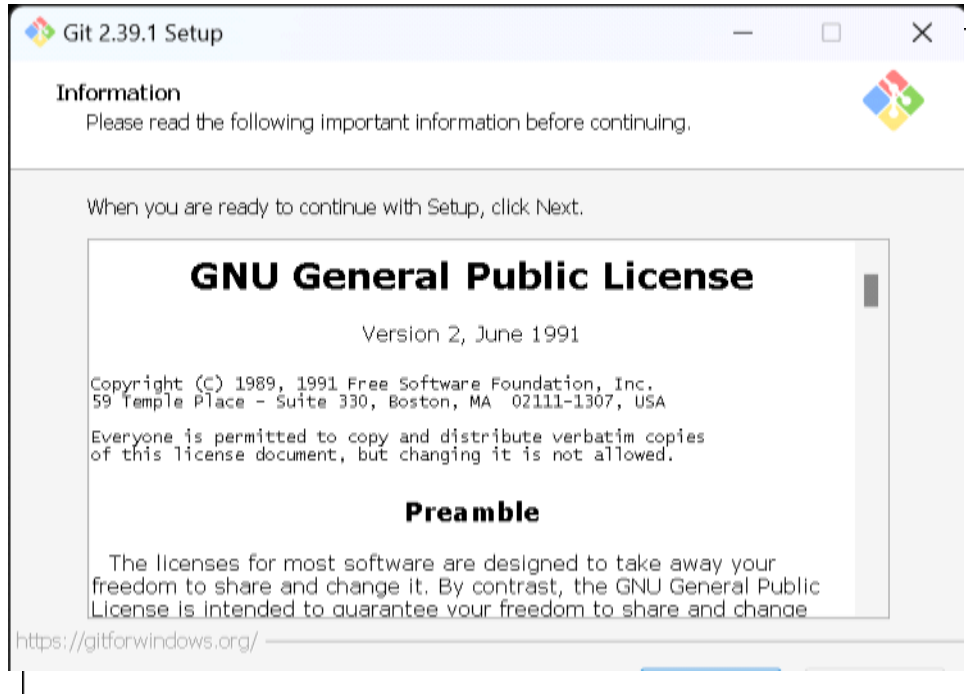 Git 2.39.1 Setup
Information
Please read the following important information before continuing.
When you are ready to continue with Setup, click Next.
GNU General Public License
Version 2, June 1991
Copyright (C) 1989, 1991 Free Software Foundation, Inc.
59 Temple Place - Suite 330, Boston, MA  02111-1307, USA
Everyone is permitted to copy and distribute verbatim copies
of this license document, but changing it is not allowed.
Preamble
The licenses for most software are designed to take away your
freedom to share and change it. By contrast, the GNU General Public
License is intended to guarantee your freedom to share and change
https://gitforwindows.org/